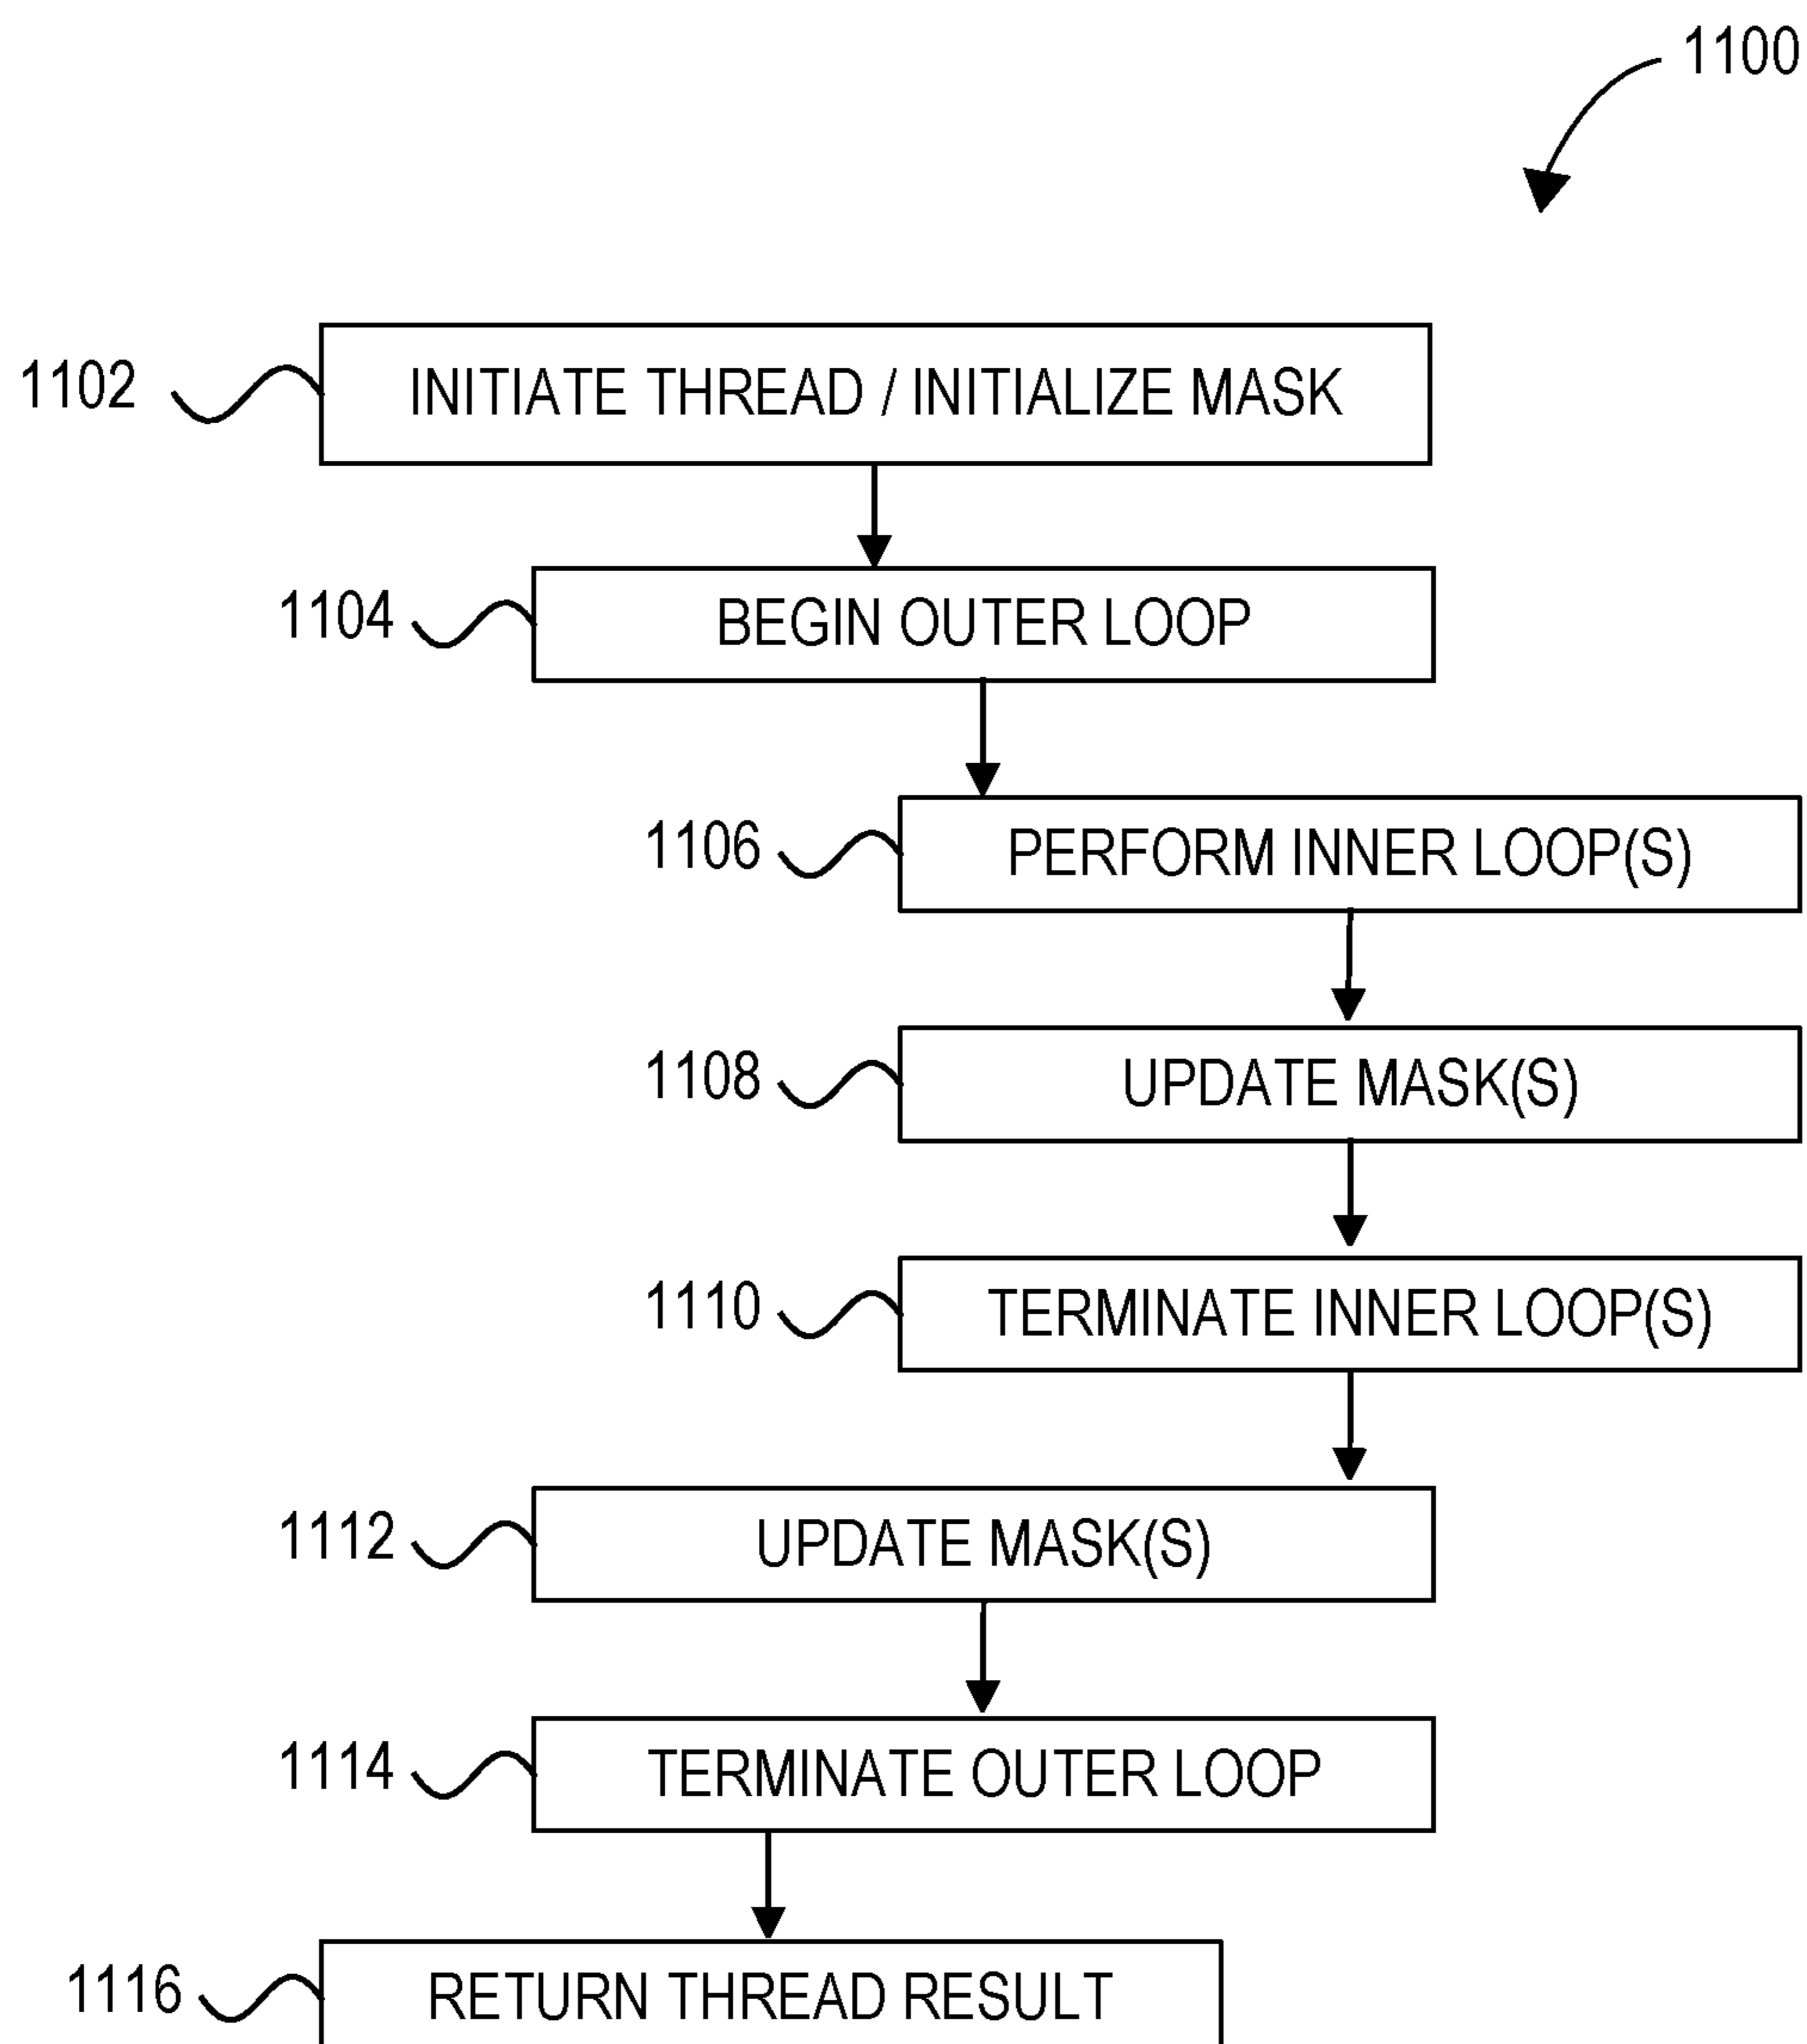 1100
1102 INITIATE THREAD / INITIALIZE MASK
1104 BEGIN OUTER LOOP
1106 PERFORM INNER LOOP(S)
1108 UPDATE MASK(S)
1110 TERMINATE INNER LOOP(S)
1112 UPDATE MASK(S)
1114 TERMINATE OUTER LOOP
1116 RETURN THREAD RESULT